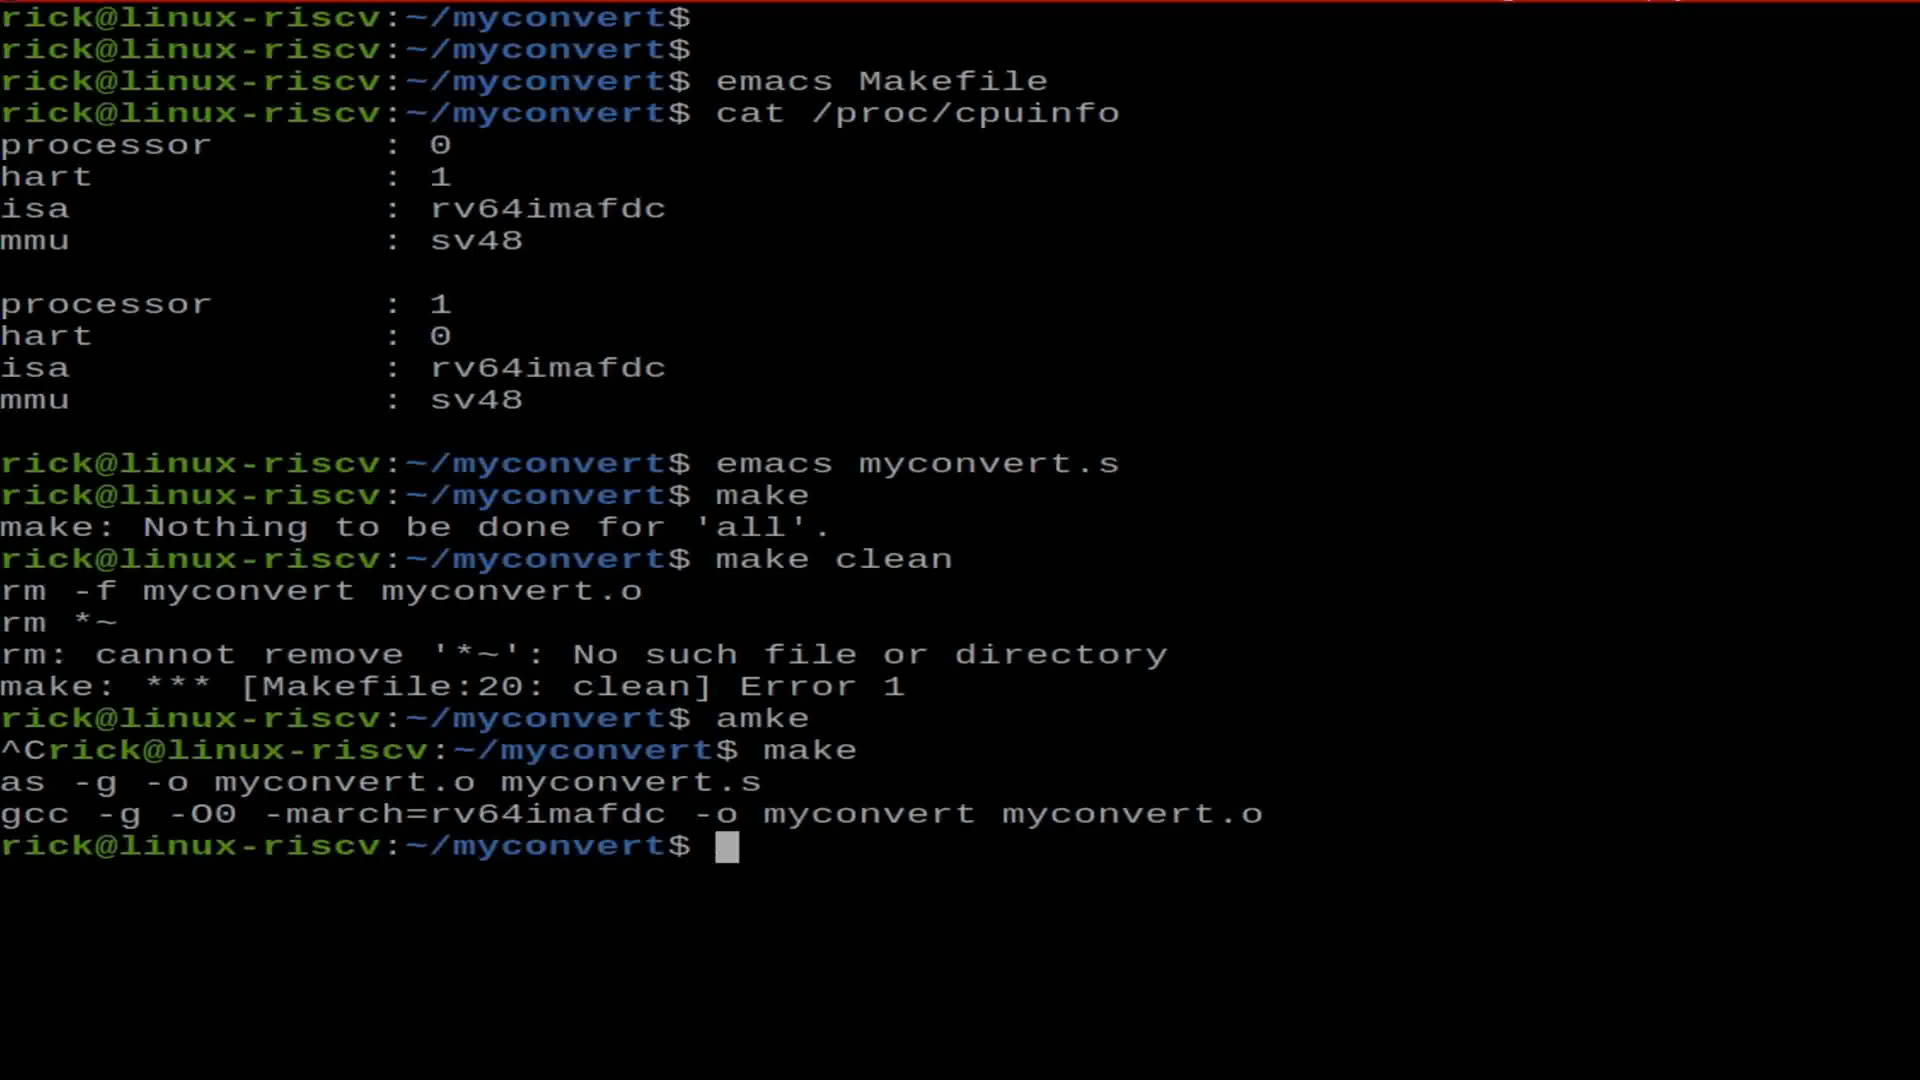 rick@linux-riscv:~/myconvert$
rick@linux-riscv:~/myconvert$
rick@linux-riscv:~/myconvert$ emacs Makefile
rick@linux-riscv:~/myconvert$ cat /proc/cpuinfo
processor : 0
hart : 1
isa : rv64imafdc
mmu : sv48
processor : 1
hart : 0
isa : rv64imafdc
mmu : sv48
rick@linux-riscv:~/myconvert$ emacs myconvert.s
rick@linux-riscv:~/myconvert$ make
make: Nothing to be done for 'all'.
rick@linux-riscv:~/myconvert$ make clean
rm -f myconvert myconvert.o
rm *~
rm: cannot remove '*~': No such file or directory
make: *** [Makefile:20: clean] Error 1
rick@linux-riscv:~/myconvert$ amke
^Crick@linux-riscv:~/myconvert$ make
as -g -o myconvert.o myconvert.s
gcc -g -O0 -march=rv64imafdc -o myconvert myconvert.o
rick@linux-riscv:~/myconvert$